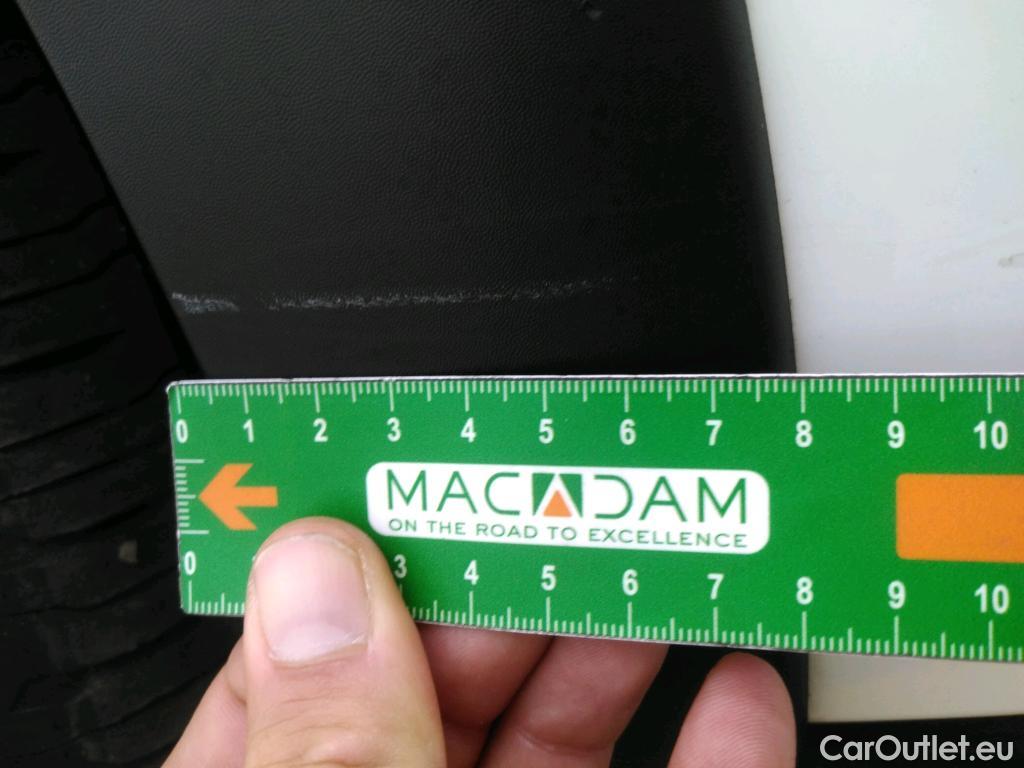 0 1 2 3 4 5 6 7 8 9 10
MACADAM
ON THE ROAD TO EXCELLENCE
0 3 4 5 6 7 8 9 10
CarOutlet.eu